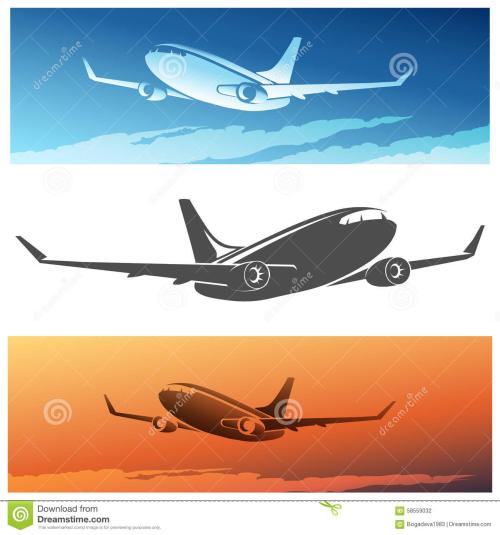 dreamstime
dreamstime
dreamstime
dreamstime
dreamstime
dreamstime
Download from
Dreamstime.com
This watermarked comp image is for previewing purposes only.
58559032
Bogadeva1983 | Dreamstime.com